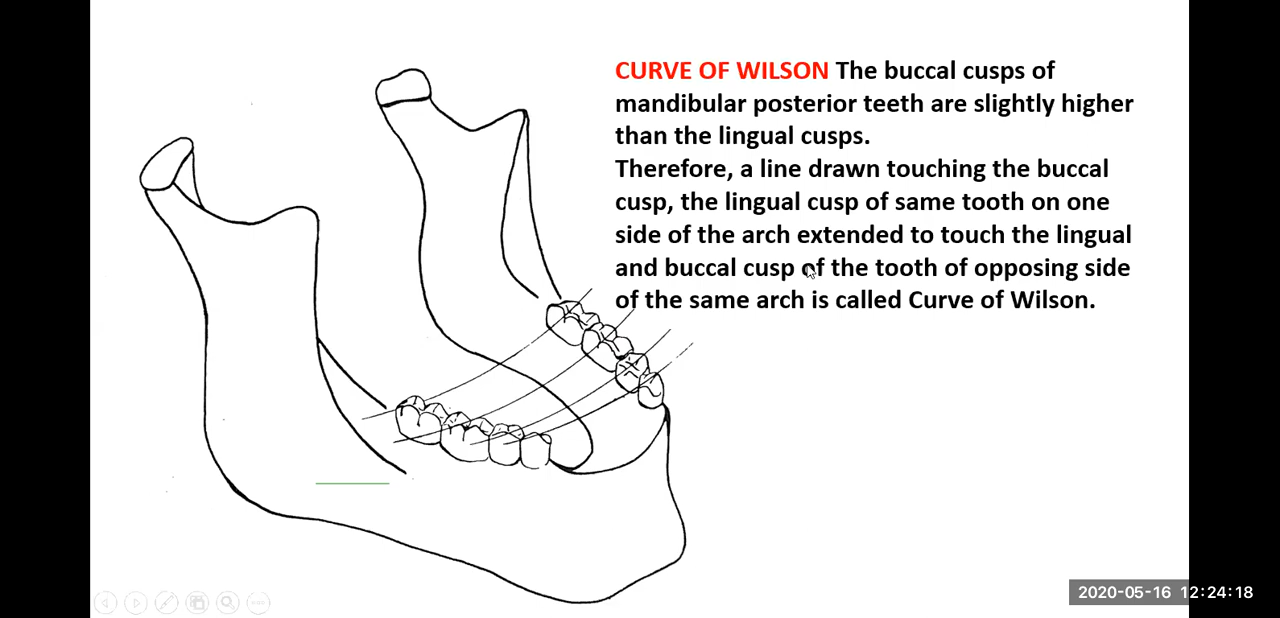 CURVE OF WILSON The buccal cusps of
mandibular posterior teeth are slightly higher
than the lingual cusps.
Therefore, a line drawn touching the buccal
cusp, the lingual cusp of same tooth on one
side of the arch extended to touch the lingual
and buccal cusp of the tooth of opposing side
of the same arch is called Curve of Wilson.
2020-05-16 12:24:18